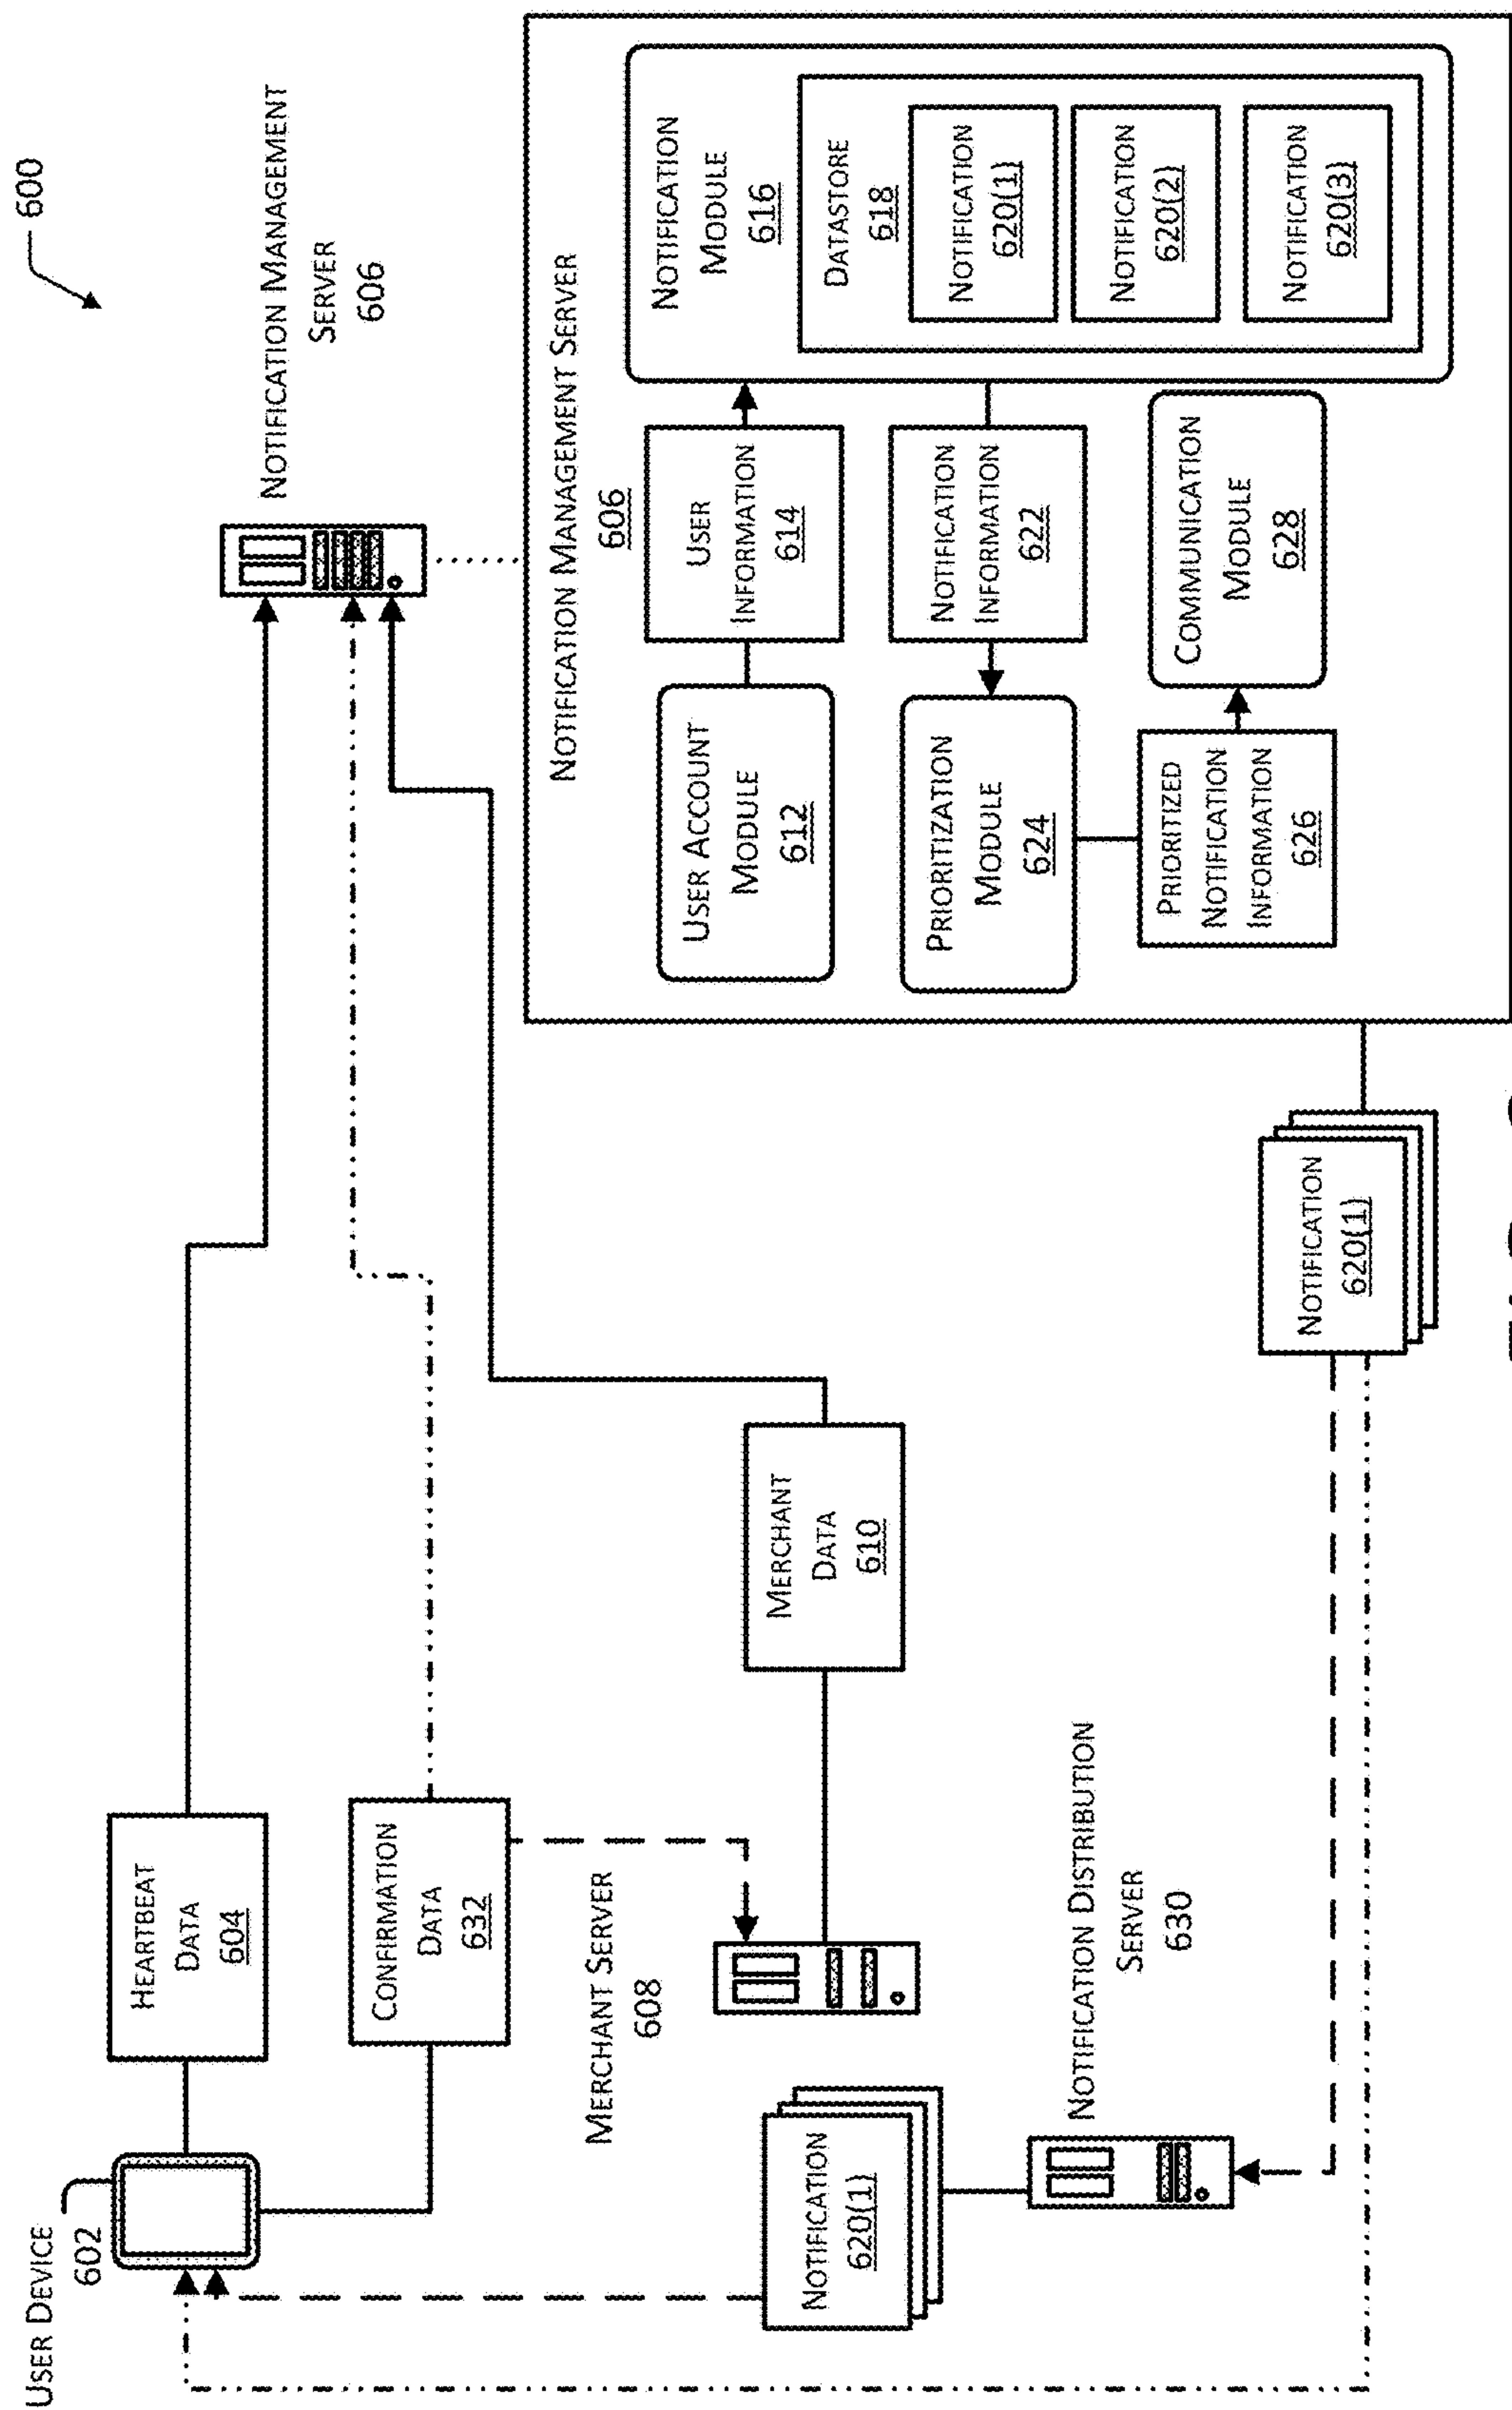 600
USER DEVICE
602
HEARTBEAT
DATA
604
CONFIRMATION
DATA
632
NOTIFICATION MANAGEMENT
SERVER
606
MERCHANT SERVER
608
MERCHANT
DATA
610
NOTIFICATION
620(1)
NOTIFICATION DISTRIBUTION
SERVER
630
NOTIFICATION
620(1)
NOTIFICATION MANAGEMENT SERVER
606
USER ACCOUNT
MODULE
612
USER
INFORMATION
614
NOTIFICATION
MODULE
616
DATASTORE
618
NOTIFICATION
620(1)
NOTIFICATION
620(2)
NOTIFICATION
620(3)
NOTIFICATION
INFORMATION
622
PRIORITIZATION
MODULE
624
PRIORITIZED
NOTIFICATION
INFORMATION
626
COMMUNICATION
MODULE
628